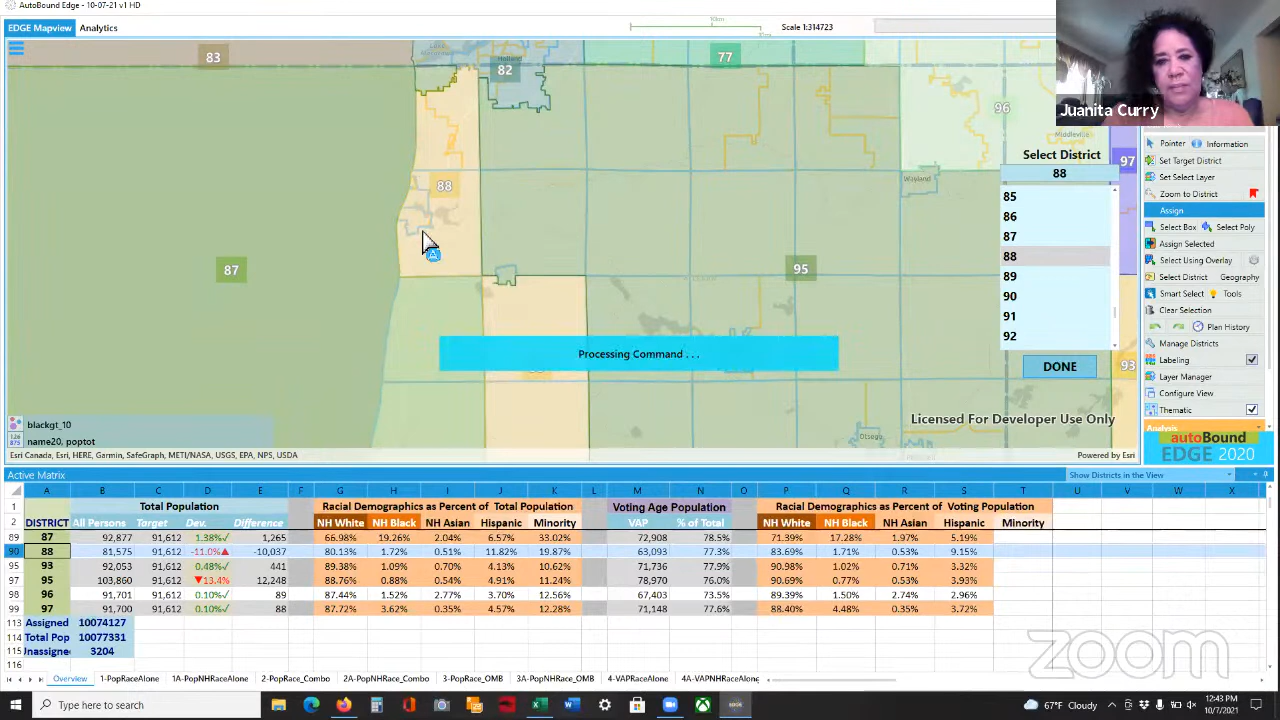 AutoBound Edge - 10-07-21 v1 HD
EDGE Mapview Analytics
Scale 1:314723
Juanita Curry
83
82
Holland
77
96
Middleville
97
88
Wayland
87
95
93
Otsego
Select District
88
85
86
87
88
89
90
91
92
DONE
Processing Command . . .
Licensed For Developer Use Only
blackgt_10
name20, poptot
Esri Canada, Esri, HERE, Garmin, SafeGraph, METI/NASA, USGS, EPA, NPS, USDA
Powered by Esri
Pointer Information
Set Target District
Set Select Layer
Zoom to District
Assign
Select Box Select Poly
Assign Selected
Select Using Overlay
Select District Geography
Smart Select Tools
Clear Selection
Plan History
Manage Districts
Labeling
Layer Manager
Configure View
Thematic
Analysis
autoBound
EDGE 2020
Active Matrix
Show Districts in the View
A B C D E F G H I J K L M N O P Q R S T U V W X
1 Total Population Racial Demographics as Percent of Total Population Voting Age Population Racial Demographics as Percent of Voting Population
2 DISTRICT All Persons Target Dev. Difference NH White NH Black NH Asian Hispanic Minority VAP % of Total NH White NH Black NH Asian Hispanic Minority
89 87 92,877 91,612 1.38% 1,265 66.98% 19.26% 2.04% 6.57% 33.02% 72,908 78.5% 71.39% 17.28% 1.97% 5.19%
90 88 81,575 91,612 -11.0% -10,037 80.13% 1.72% 0.51% 11.82% 19.87% 63,093 77.3% 83.69% 1.71% 0.53% 9.15%
95 93 92,053 91,612 0.48% 441 89.38% 1.09% 0.70% 4.13% 10.62% 71,736 77.9% 90.98% 1.02% 0.71% 3.32%
97 95 103,860 91,612 13.4% 12,248 88.76% 0.88% 0.54% 4.91% 11.24% 78,970 76.0% 90.69% 0.77% 0.53% 3.93%
98 96 91,701 91,612 0.10% 89 87.44% 1.52% 2.77% 3.70% 12.56% 67,403 73.5% 89.39% 1.50% 2.74% 2.96%
99 97 91,700 91,612 0.10% 88 87.72% 3.62% 0.35% 4.57% 12.28% 71,148 77.6% 88.40% 4.48% 0.35% 3.72%
113 Assigned 10074127
114 Total Pop 10077331
115 Unassigned 3204
116
zoom
Overview 1-PopRaceAlone 1A-PopNHRaceAlone 2-PopRace_Combo 2A-PopNHRace_Combo 3-PopRace_OMB 3A-PopNHRace_OMB 4-VAPRaceAlone 4A-VAPNHRaceAlone
Type here to search
67°F Cloudy
12:43 PM
10/7/2021